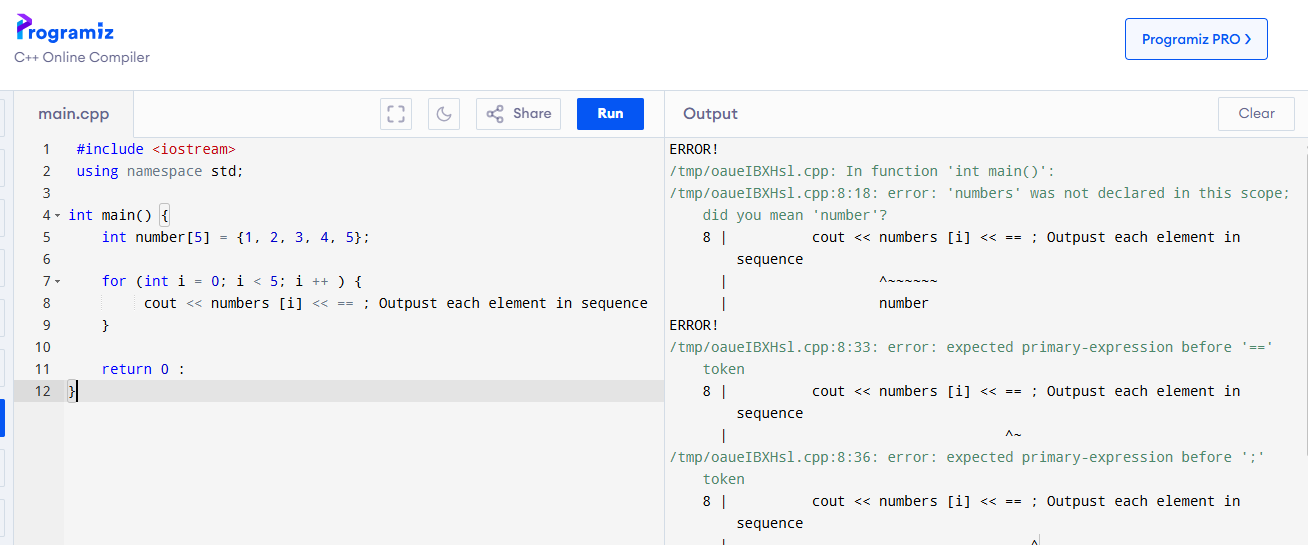 Programiz
C++ Online Compiler
Programiz PRO >
main.cpp
Share
Run
1 #include <iostream>
2 using namespace std;
3
4 int main() {
5 int number[5] = {1, 2, 3, 4, 5};
6
7 for (int i = 0; i < 5; i ++ ) {
8 cout << numbers [i] << == ; Outpust each element in sequence
9 }
10
11 return 0 :
12 }
Output
Clear
ERROR!
/tmp/oaueIBXHsl.cpp: In function 'int main()':
/tmp/oaueIBXHsl.cpp:8:18: error: 'numbers' was not declared in this scope;
did you mean 'number'?
8 | cout << numbers [i] << == ; Outpust each element in
sequence
| ^~~~~~~
| number
ERROR!
/tmp/oaueIBXHsl.cpp:8:33: error: expected primary-expression before '=='
token
8 | cout << numbers [i] << == ; Outpust each element in
sequence
| ^~
/tmp/oaueIBXHsl.cpp:8:36: error: expected primary-expression before ';'
token
8 | cout << numbers [i] << == ; Outpust each element in
sequence
| ^